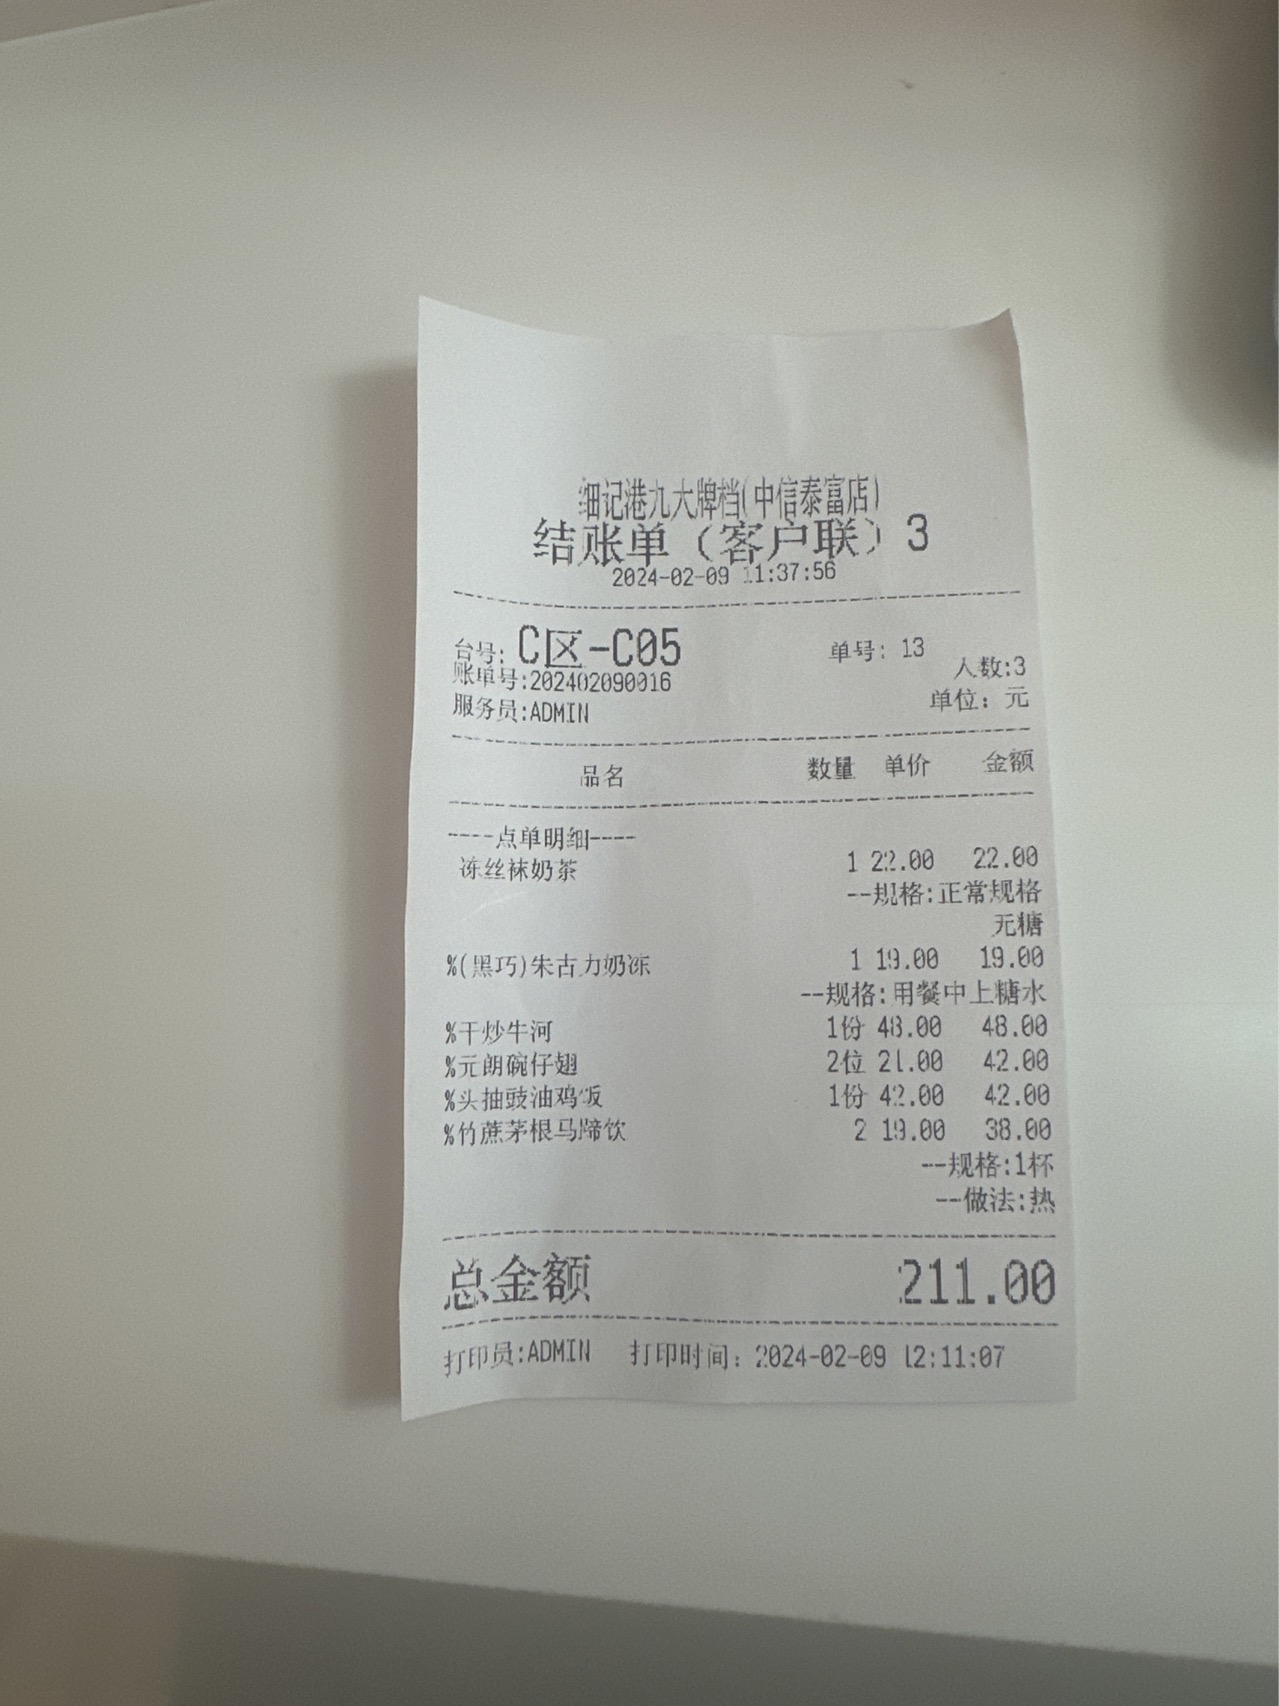 细记港九大牌档(中信泰富店)
结账单（客户联）3
2024-02-09 11:37:56
台号: C区-C05 单号: 13
账单号:202402090016 人数:3
服务员:ADMIN 单位: 元
品名 数量 单价 金额
----点单明细----
冻丝袜奶茶 1 22.00 22.00
--规格:正常规格
无糖
%(黑巧)朱古力奶冻 1 19.00 19.00
--规格:用餐中上糖水
%干炒牛河 1份 48.00 48.00
%元朗碗仔翅 2位 21.00 42.00
%头抽豉油鸡饭 1份 42.00 42.00
%竹蔗茅根马蹄饮 2 19.00 38.00
--规格:1杯
--做法:热
总金额 211.00
打印员:ADMIN 打印时间: 2024-02-09 12:11:07